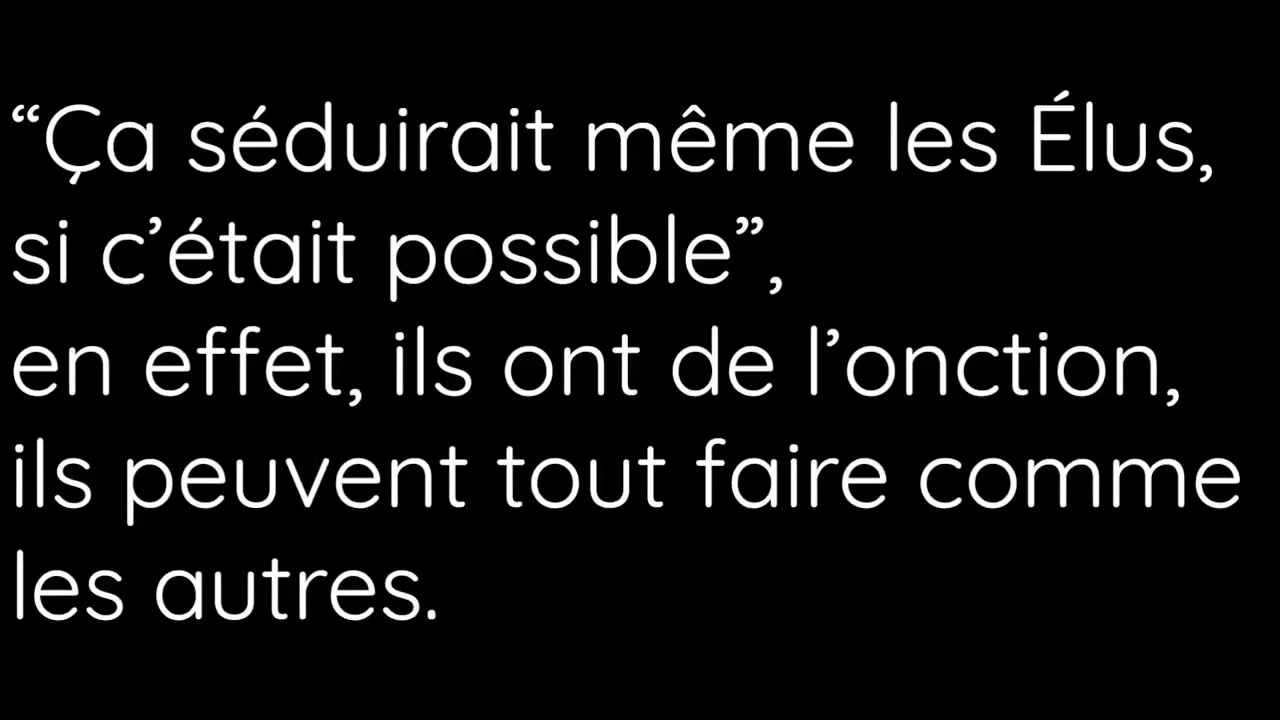 “Ça séduirait même les Élus,
si c’était possible”,
en effet, ils ont de l’onction,
ils peuvent tout faire comme
les autres.